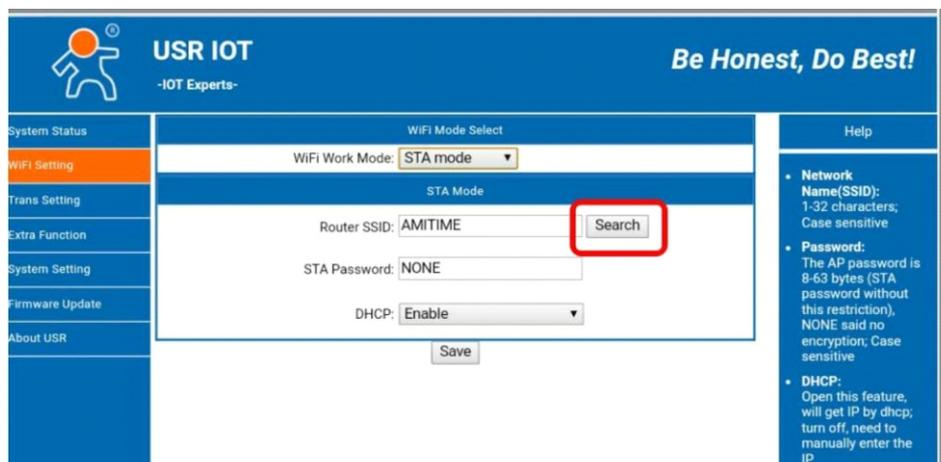 ®
USR IOT
-IOT Experts-
Be Honest, Do Best!
System Status
WiFi Setting
Trans Setting
Extra Function
System Setting
Firmware Update
About USR
WiFi Mode Select
WiFi Work Mode: STA mode
STA Mode
Router SSID: AMITIME Search
STA Password: NONE
DHCP: Enable
Save
Help
• Network
Name(SSID):
1-32 characters;
Case sensitive
• Password:
The AP password is
8-63 bytes (STA
password without
this restriction),
NONE said no
encryption; Case
sensitive
• DHCP:
Open this feature,
will get IP by dhcp;
turn off, need to
manually enter the
IP